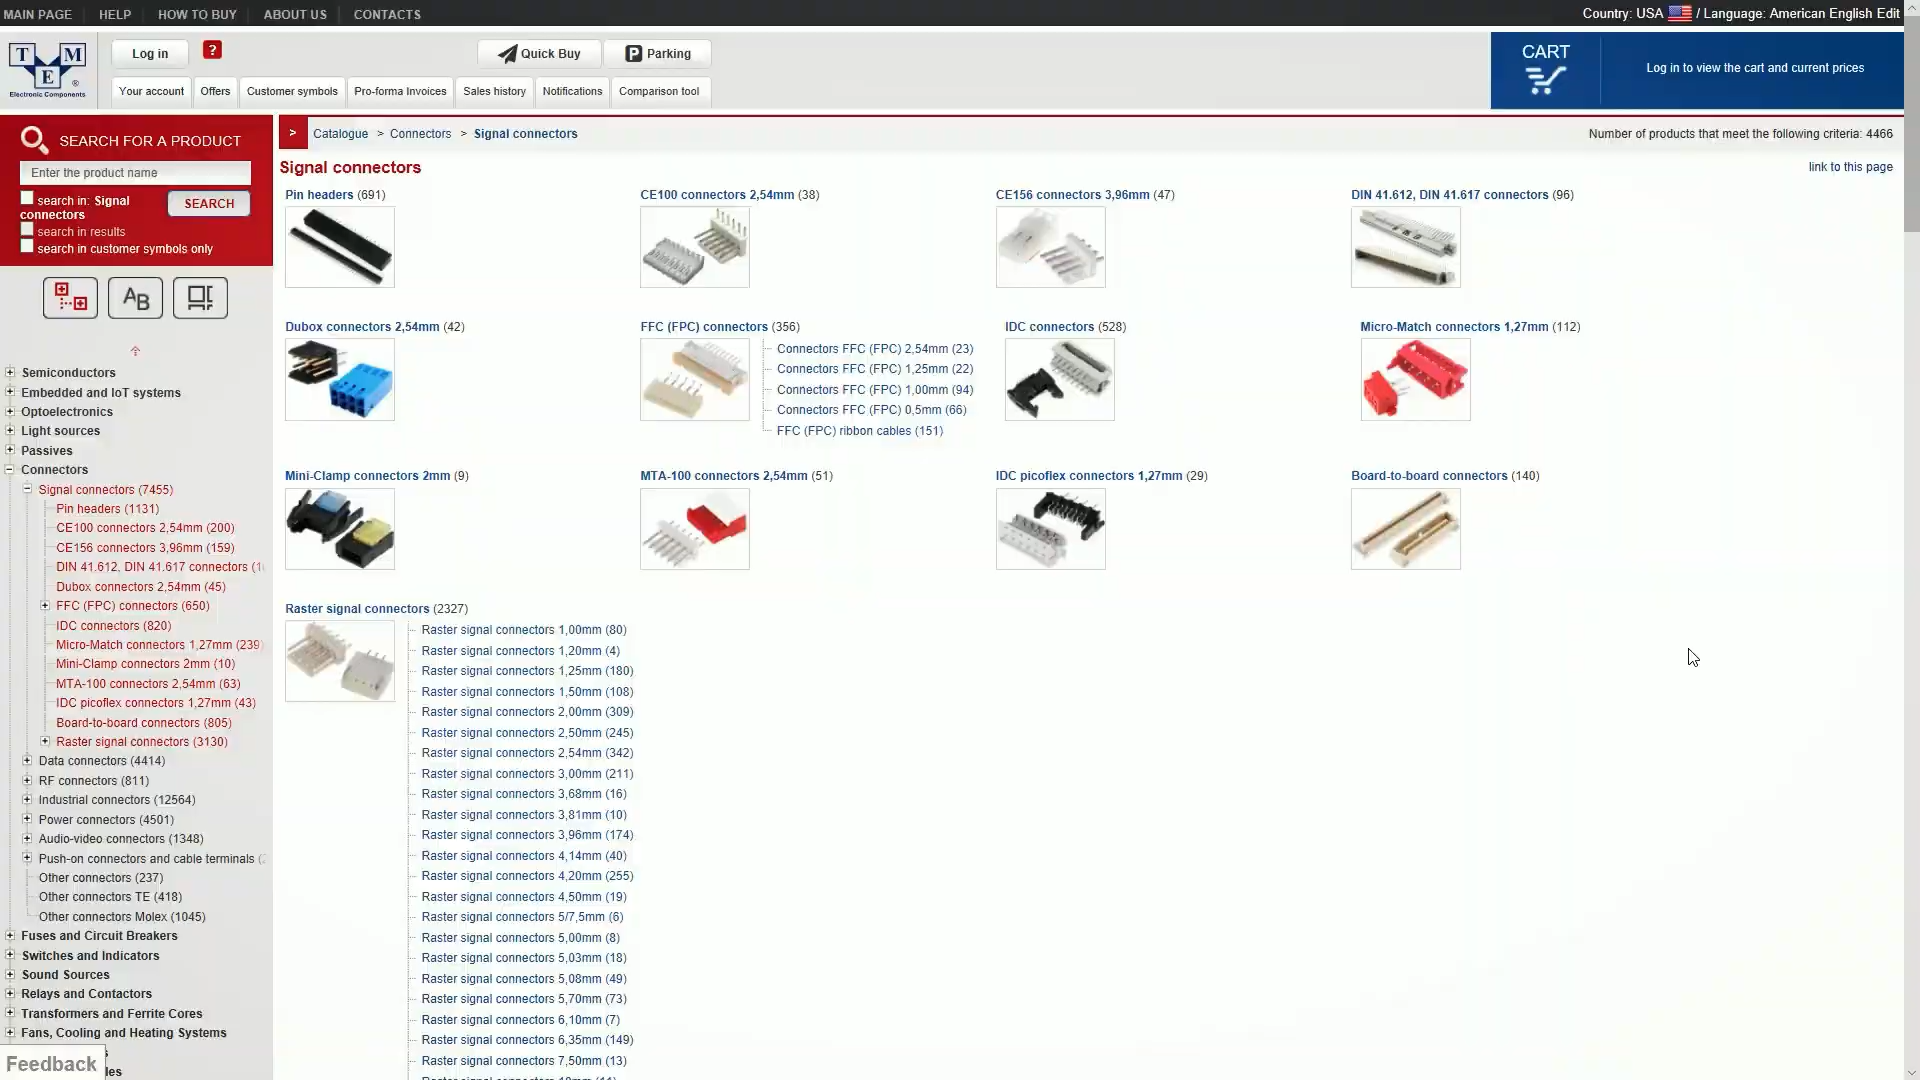 MAIN PAGE HELP HOW TO BUY ABOUT US CONTACTS
Country: USA / Language: American English Edit
T M E ®
Electronic Components
Log in ?
Quick Buy
P Parking
Your account Offers Customer symbols Pro-forma Invoices Sales history Notifications Comparison tool
CART
Log in to view the cart and current prices
SEARCH FOR A PRODUCT
Enter the product name
search in: Signal
connectors
SEARCH
search in results
search in customer symbols only
AB
Semiconductors
Embedded and IoT systems
Optoelectronics
Light sources
Passives
Connectors
Signal connectors (7455)
Pin headers (1131)
CE100 connectors 2,54mm (200)
CE156 connectors 3,96mm (159)
DIN 41.612, DIN 41.617 connectors
Dubox connectors 2,54mm (45)
FFC (FPC) connectors (650)
IDC connectors (820)
Micro-Match connectors 1,27mm (239)
Mini-Clamp connectors 2mm (10)
MTA-100 connectors 2,54mm (63)
IDC picoflex connectors 1,27mm (43)
Board-to-board connectors (805)
Raster signal connectors (3130)
Data connectors (4414)
RF connectors (811)
Industrial connectors (12564)
Power connectors (4501)
Audio-video connectors (1348)
Push-on connectors and cable terminals
Other connectors (237)
Other connectors TE (418)
Other connectors Molex (1045)
Fuses and Circuit Breakers
Switches and Indicators
Sound Sources
Relays and Contactors
Transformers and Ferrite Cores
Fans, Cooling and Heating Systems
Feedback
> Catalogue > Connectors > Signal connectors
Number of products that meet the following criteria: 4466
Signal connectors
link to this page
Pin headers (691)
CE100 connectors 2,54mm (38)
CE156 connectors 3,96mm (47)
DIN 41.612, DIN 41.617 connectors (96)
Dubox connectors 2,54mm (42)
FFC (FPC) connectors (356)
Connectors FFC (FPC) 2,54mm (23)
Connectors FFC (FPC) 1,25mm (22)
Connectors FFC (FPC) 1,00mm (94)
Connectors FFC (FPC) 0,5mm (66)
FFC (FPC) ribbon cables (151)
IDC connectors (528)
Micro-Match connectors 1,27mm (112)
Mini-Clamp connectors 2mm (9)
MTA-100 connectors 2,54mm (51)
IDC picoflex connectors 1,27mm (29)
Board-to-board connectors (140)
Raster signal connectors (2327)
Raster signal connectors 1,00mm (80)
Raster signal connectors 1,20mm (4)
Raster signal connectors 1,25mm (180)
Raster signal connectors 1,50mm (108)
Raster signal connectors 2,00mm (309)
Raster signal connectors 2,50mm (245)
Raster signal connectors 2,54mm (342)
Raster signal connectors 3,00mm (211)
Raster signal connectors 3,68mm (16)
Raster signal connectors 3,81mm (10)
Raster signal connectors 3,96mm (174)
Raster signal connectors 4,14mm (40)
Raster signal connectors 4,20mm (255)
Raster signal connectors 4,50mm (19)
Raster signal connectors 5/7,5mm (6)
Raster signal connectors 5,00mm (8)
Raster signal connectors 5,03mm (18)
Raster signal connectors 5,08mm (49)
Raster signal connectors 5,70mm (73)
Raster signal connectors 6,10mm (7)
Raster signal connectors 6,35mm (149)
Raster signal connectors 7,50mm (13)